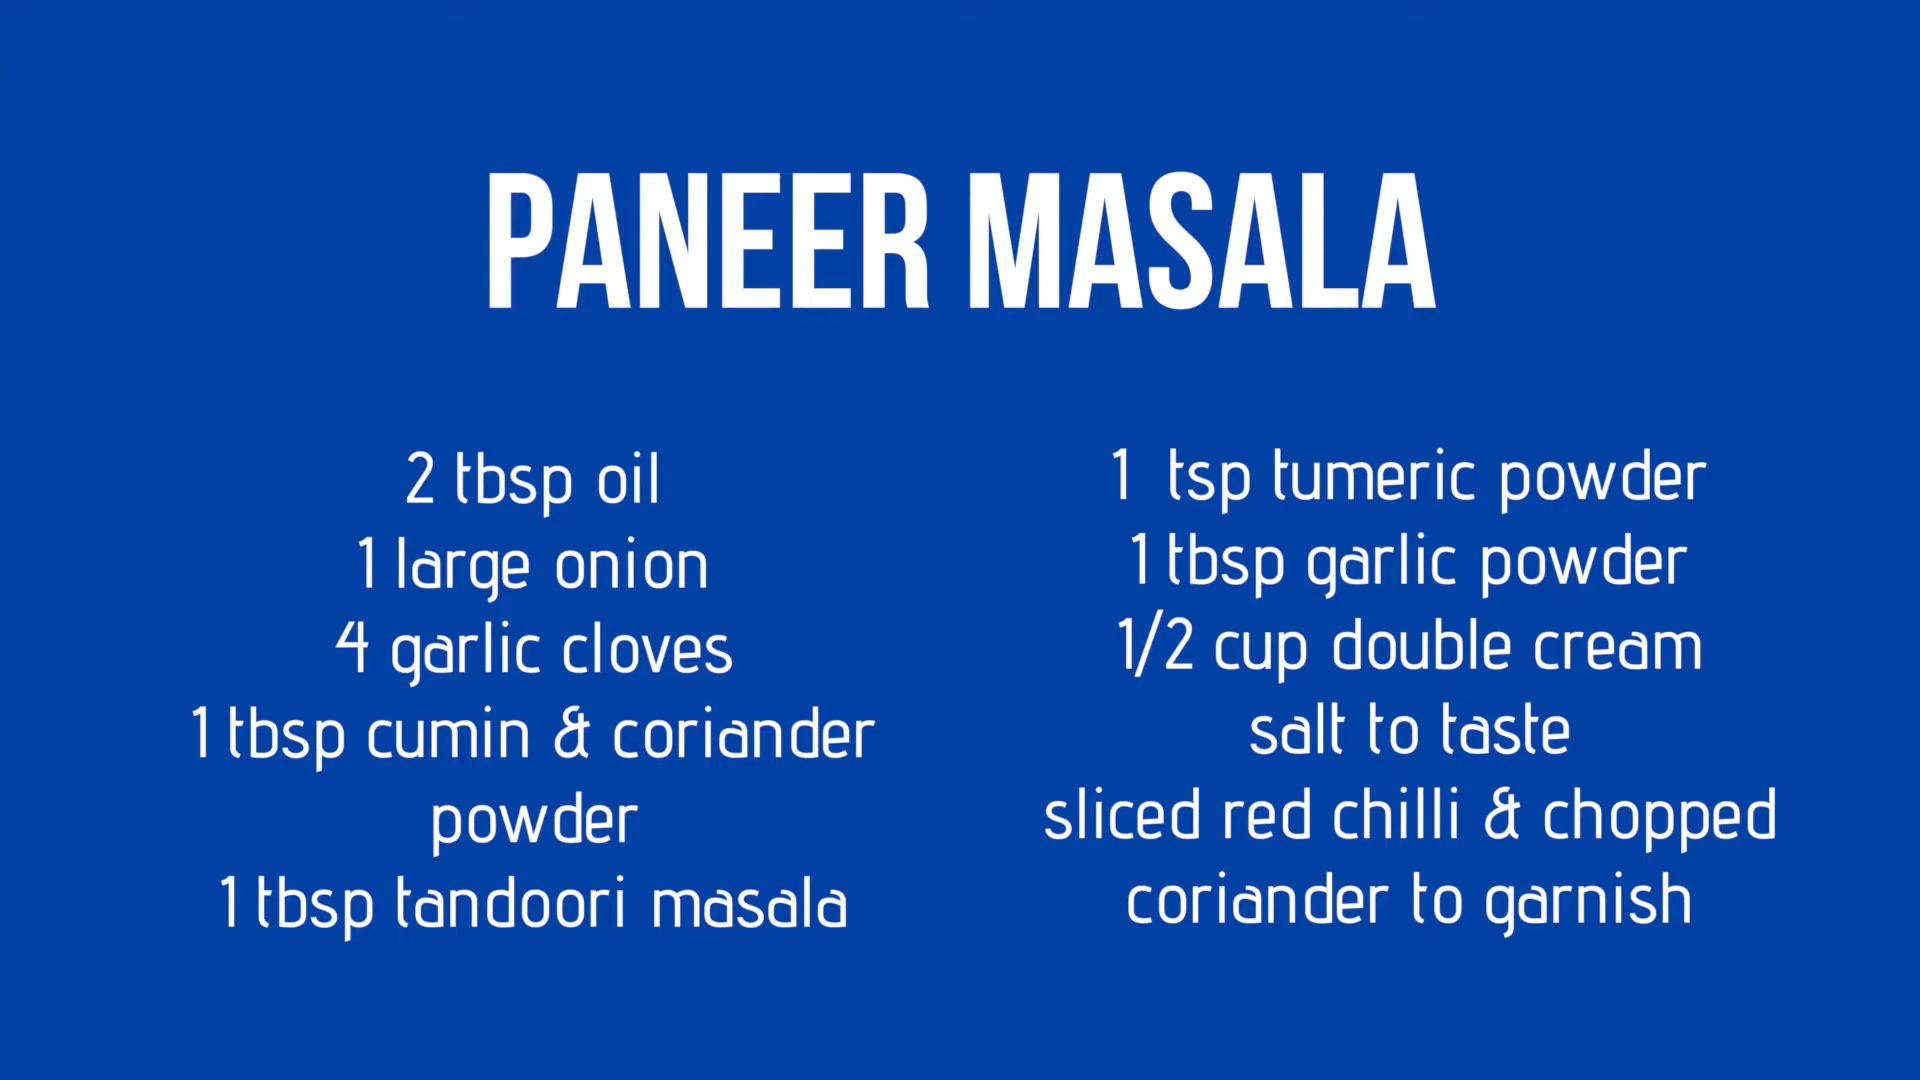 PANEER MASALA
2 tbsp oil
1 large onion
4 garlic cloves
1 tbsp cumin & coriander
powder
1 tbsp tandoori masala
1 tsp tumeric powder
1 tbsp garlic powder
1/2 cup double cream
salt to taste
sliced red chilli & chopped
coriander to garnish